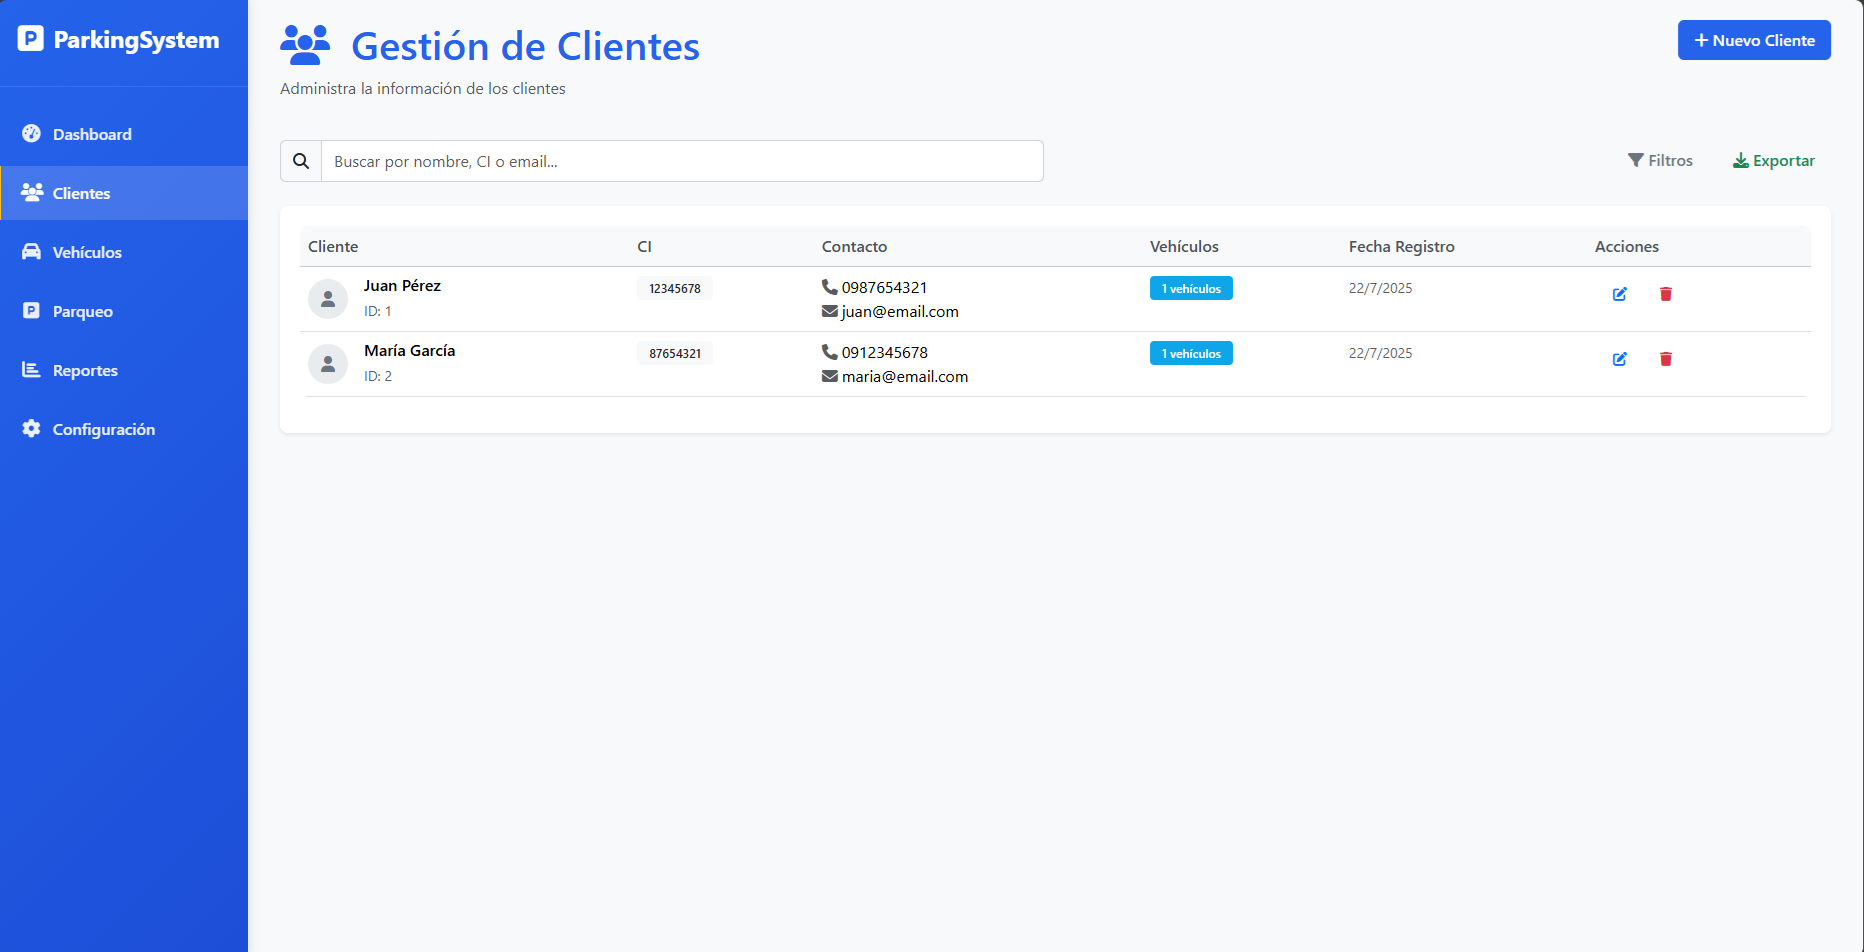 ParkingSystem
Dashboard
Clientes
Vehículos
Parqueo
Reportes
Configuración
Gestión de Clientes
Administra la información de los clientes
+ Nuevo Cliente
Buscar por nombre, CI o email...
Filtros
Exportar
Cliente CI Contacto Vehículos Fecha Registro Acciones
Juan Pérez 12345678 0987654321 1 vehículos 22/7/2025
ID: 1 juan@email.com
María García 87654321 0912345678 1 vehículos 22/7/2025
ID: 2 maria@email.com